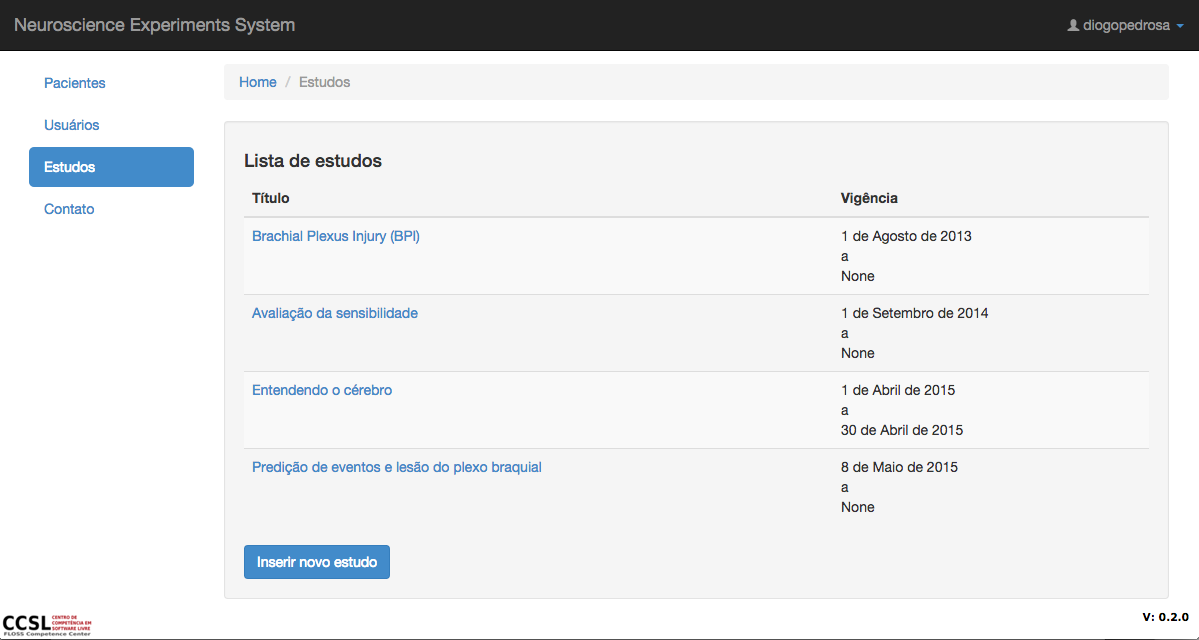 Neuroscience Experiments System
diogopedrosa
Pacientes
Usuários
Estudos
Contato
Home / Estudos
Lista de estudos
Título Vigência
Brachial Plexus Injury (BPI) 1 de Agosto de 2013
a
None
Avaliação da sensibilidade 1 de Setembro de 2014
a
None
Entendendo o cérebro 1 de Abril de 2015
a
30 de Abril de 2015
Predição de eventos e lesão do plexo braquial 8 de Maio de 2015
a
None
Inserir novo estudo
CCSL
CENTRO DE
COMPETÊNCIA EM
SOFTWARE LIVRE
FLOSS Competence Center
V: 0.2.0